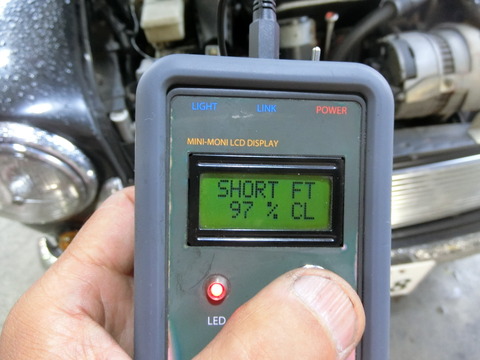 LIGHT LINK POWER
MINI-MONI LCD DISPLAY
SHORT FT
97 % CL
LED